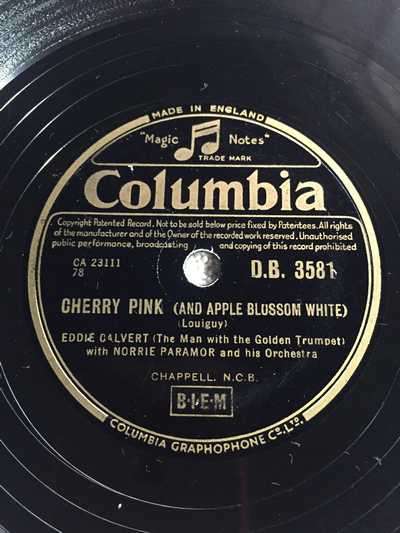 MADE IN ENGLAND
"Magic Notes"
TRADE MARK
Columbia
Copyright Patented Record. Not to be sold below price fixed by Patentees. All rights
of the manufacturer and of the Owner of the recorded work reserved. Unauthorised
public performance, broadcasting and copying of this record prohibited
CA 23111
78
D.B. 3581
CHERRY PINK (AND APPLE BLOSSOM WHITE)
(Louiguy)
EDDIE CALVERT (The Man with the Golden Trumpet)
with NORRIE PARAMOR and his Orchestra
CHAPPELL. N.C.B.
B·I·E·M
COLUMBIA GRAPHOPHONE CO., LTD.